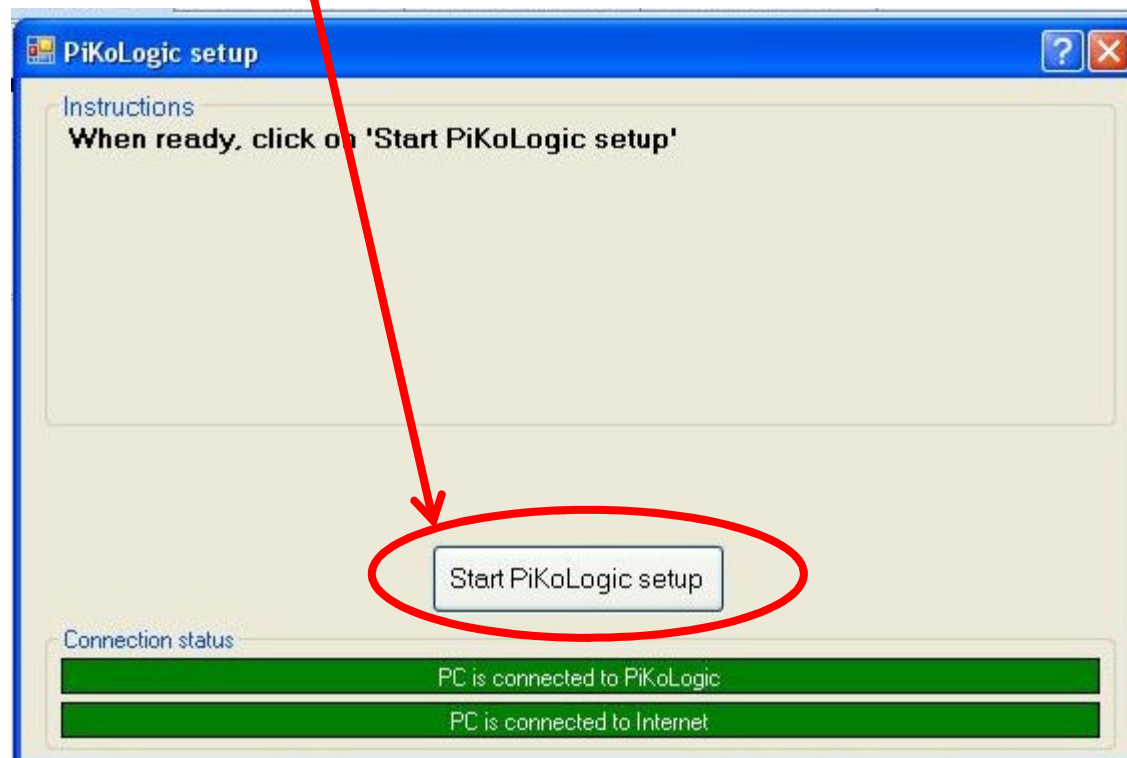 PiKoLogic setup
Instructions
When ready, click on 'Start PiKoLogic setup'
Start PiKoLogic setup
Connection status
PC is connected to PiKoLogic
PC is connected to Internet